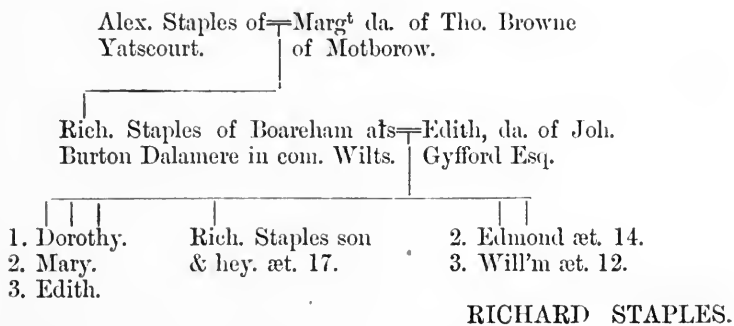 Alex. Staples of
Yatscourt.
Margᵗ da. of Tho. Browne
of Motborow.
Rich. Staples of Boareham als
Burton Dalamere in com. Wilts.
Edith, da. of Joh.
Gyfford Esq.
1. Dorothy.
2. Mary.
3. Edith.
Rich. Staples son
& hey. æt. 17.
2. Edmond æt. 14.
3. Will'm æt. 12.
RICHARD STAPLES.